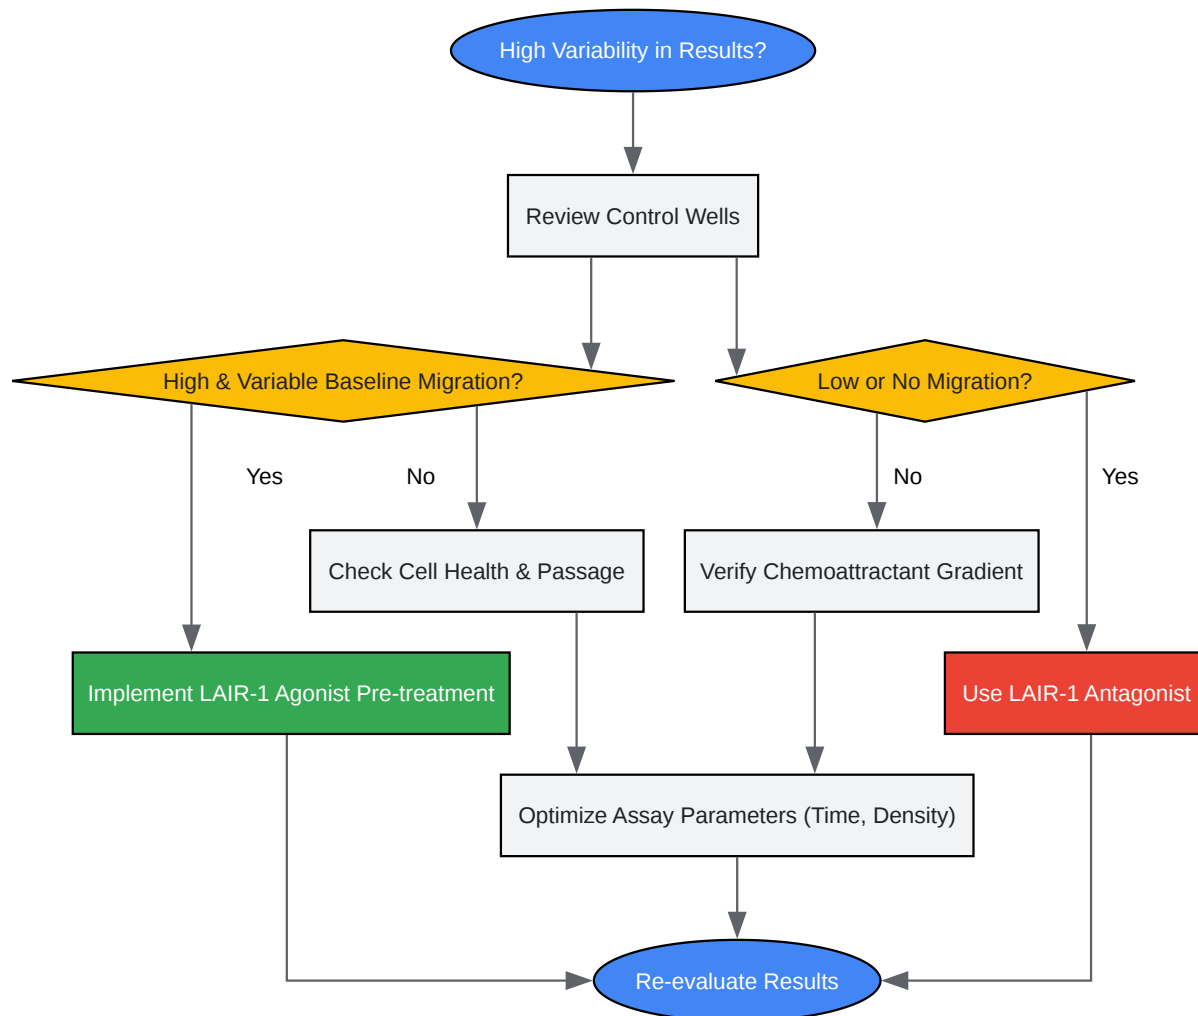 High Variability in Results?
Review Control Wells
High & Variable Baseline Migration?
Low or No Migration?
Yes
No
No
Yes
Check Cell Health & Passage
Verify Chemoattractant Gradient
Implement LAIR-1 Agonist Pre-treatment
Use LAIR-1 Antagonist
Optimize Assay Parameters (Time, Density)
Re-evaluate Results